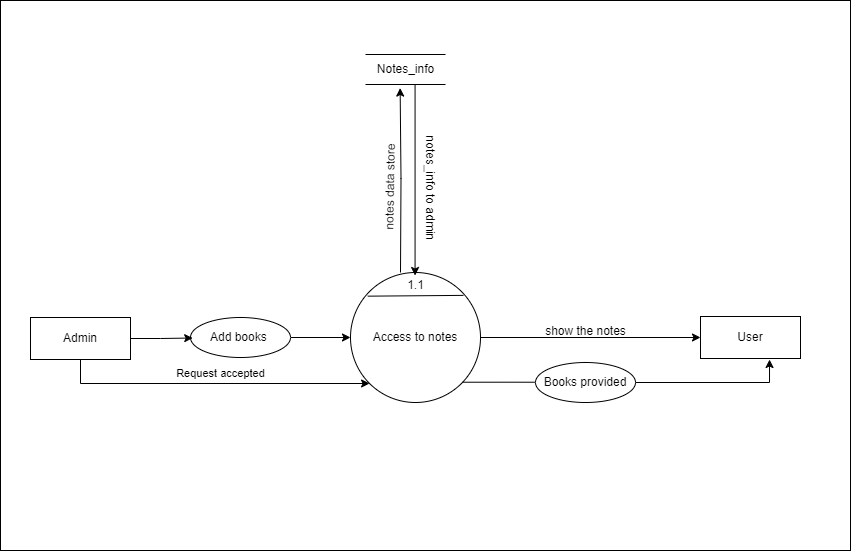 Notes_info
notes data store
notes_info to admin
1.1
Access to notes
Admin
Add books
Request accepted
show the notes
User
Books provided